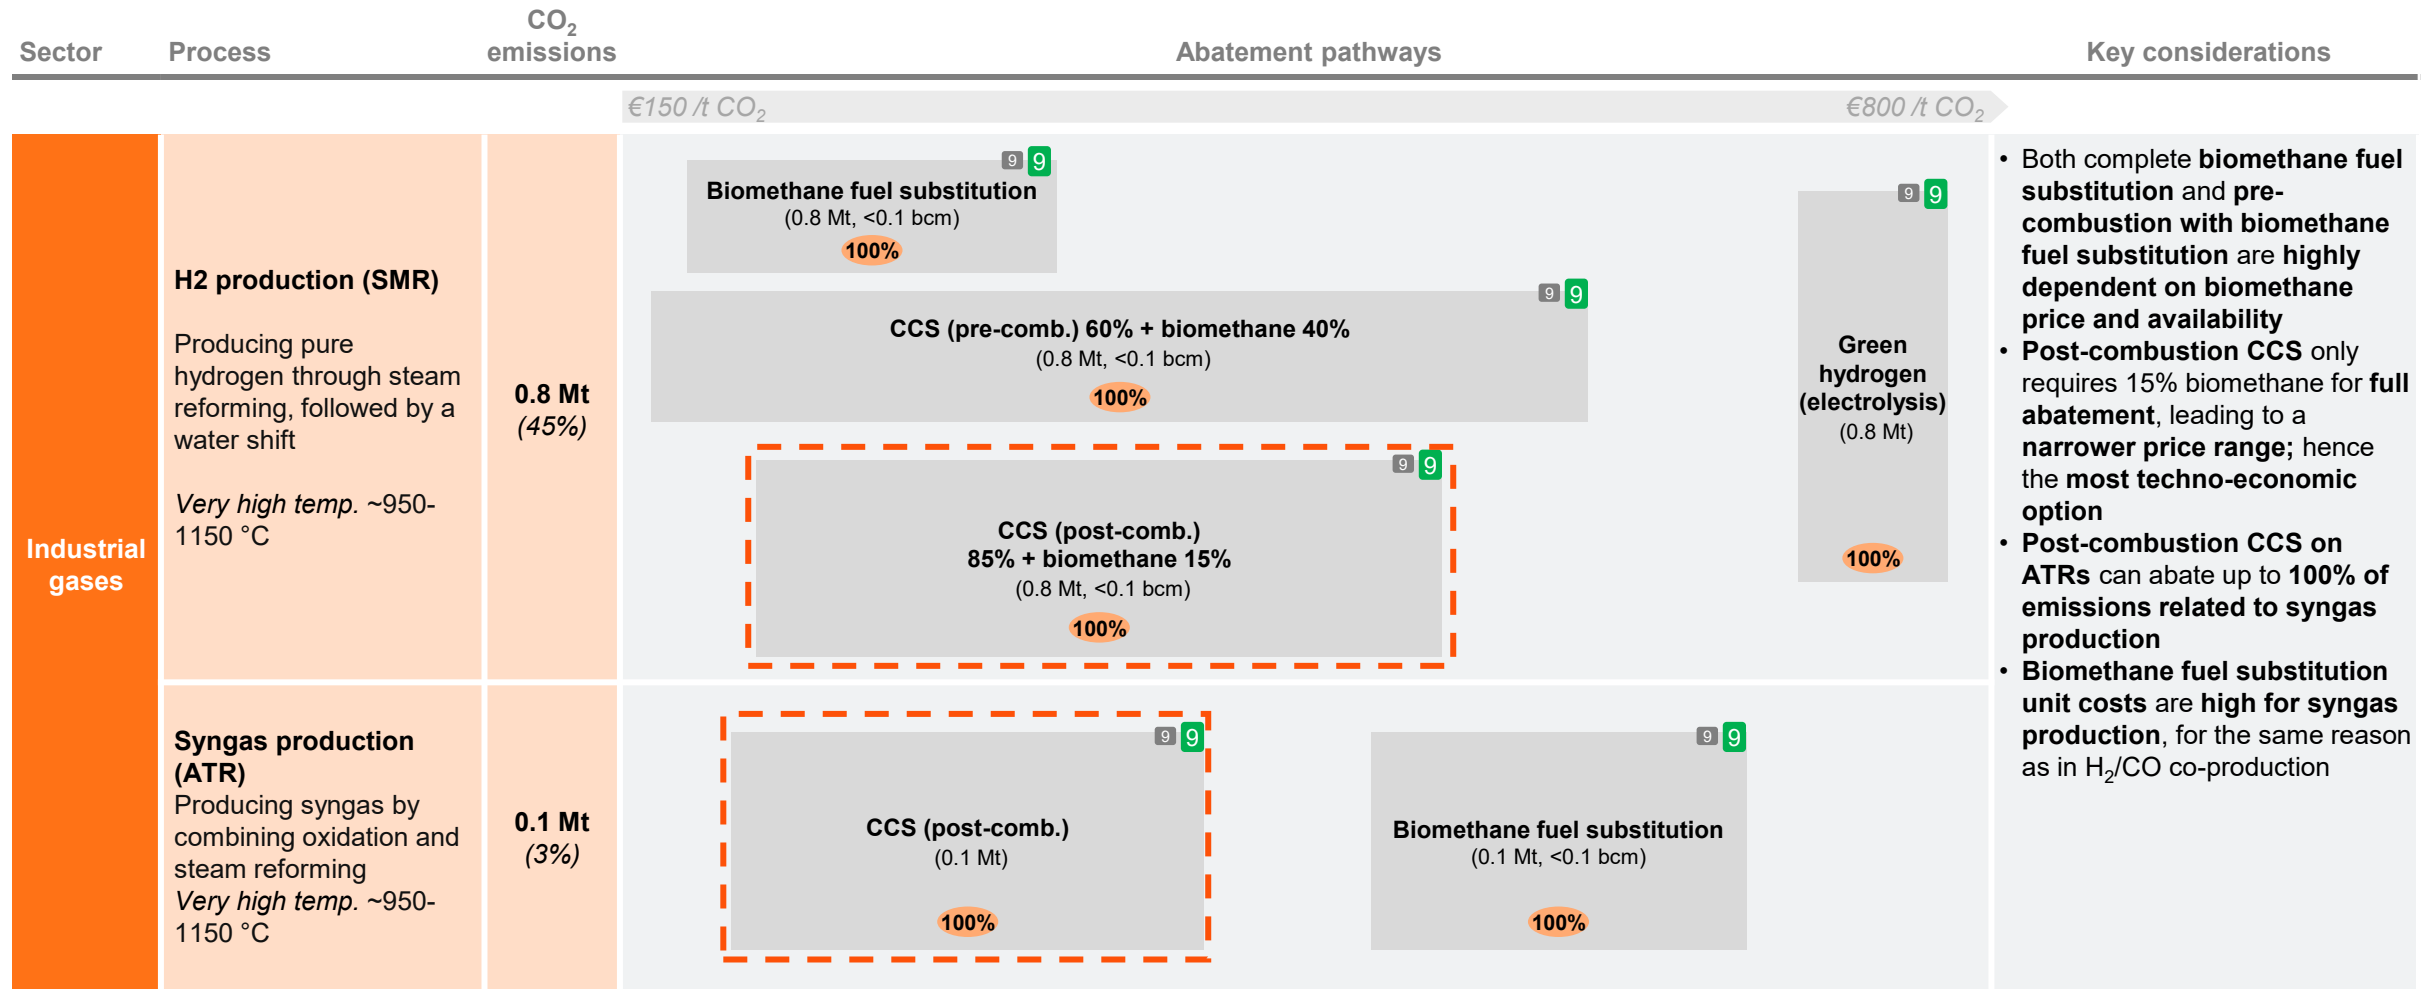 Sector
Process
CO2
emissions
Abatement pathways
Key considerations
€150 /t CO2
€800 /t CO2
Industrial
gases
H2 production (SMR)
Producing pure
hydrogen through steam
reforming, followed by a
water shift
Very high temp. ~950-
1150 °C
0.8 Mt
(45%)
9 9
Biomethane fuel substitution
(0.8 Mt, <0.1 bcm)
100%
9 9
CCS (pre-comb.) 60% + biomethane 40%
(0.8 Mt, <0.1 bcm)
100%
9 9
CCS (post-comb.)
85% + biomethane 15%
(0.8 Mt, <0.1 bcm)
100%
9 9
Green
hydrogen
(electrolysis)
(0.8 Mt)
100%
Syngas production
(ATR)
Producing syngas by
combining oxidation and
steam reforming
Very high temp. ~950-
1150 °C
0.1 Mt
(3%)
9 9
CCS (post-comb.)
(0.1 Mt)
100%
9 9
Biomethane fuel substitution
(0.1 Mt, <0.1 bcm)
100%
• Both complete biomethane fuel
substitution and pre-
combustion with biomethane
fuel substitution are highly
dependent on biomethane
price and availability
• Post-combustion CCS only
requires 15% biomethane for full
abatement, leading to a
narrower price range; hence
the most techno-economic
option
• Post-combustion CCS on
ATRs can abate up to 100% of
emissions related to syngas
production
• Biomethane fuel substitution
unit costs are high for syngas
production, for the same reason
as in H2/CO co-production